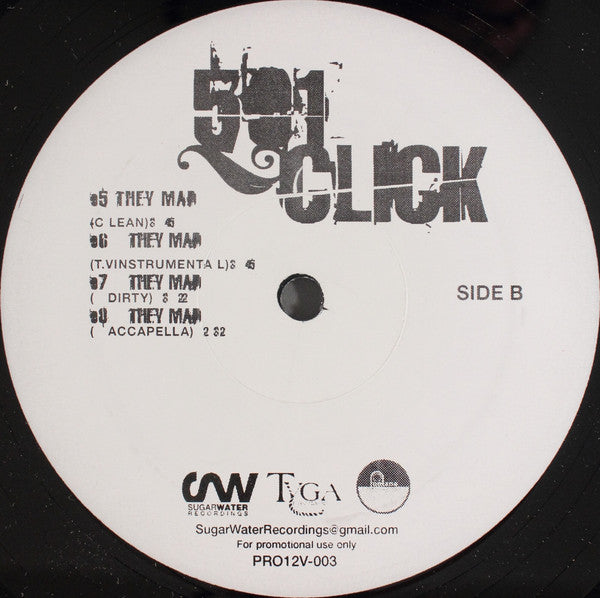 501
CLICK
05 THEY MAD
(C LEAN)3 45
06 THEY MAD
(T.VINSTRUMENTA L)3 45
07 THEY MAD
( DIRTY) 3 22
08 THEY MAD
( ACCAPELLA) 2 32
SIDE B
SUGARWATER
RECORDINGS
TYGA
SugarWaterRecordings@gmail.com
For promotional use only
PRO12V-003